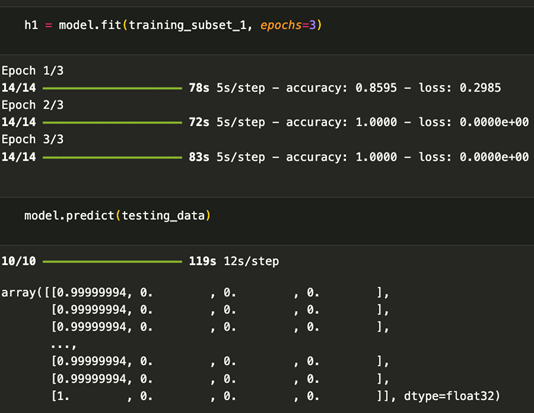 h1 = model.fit(training_subset_1, epochs=3)
Epoch 1/3
14/14 ━━━━━━━━━━━━━━━━━━━━ 78s 5s/step - accuracy: 0.8595 - loss: 0.2985
Epoch 2/3
14/14 ━━━━━━━━━━━━━━━━━━━━ 72s 5s/step - accuracy: 1.0000 - loss: 0.0000e+00
Epoch 3/3
14/14 ━━━━━━━━━━━━━━━━━━━━ 83s 5s/step - accuracy: 1.0000 - loss: 0.0000e+00
model.predict(testing_data)
10/10 ━━━━━━━━━━━━━━━━━━━━ 119s 12s/step
array([[0.99999994, 0.        , 0.        , 0.        ],
       [0.99999994, 0.        , 0.        , 0.        ],
       [0.99999994, 0.        , 0.        , 0.        ],
       ...,
       [0.99999994, 0.        , 0.        , 0.        ],
       [0.99999994, 0.        , 0.        , 0.        ],
       [1.        , 0.        , 0.        , 0.        ]], dtype=float32)